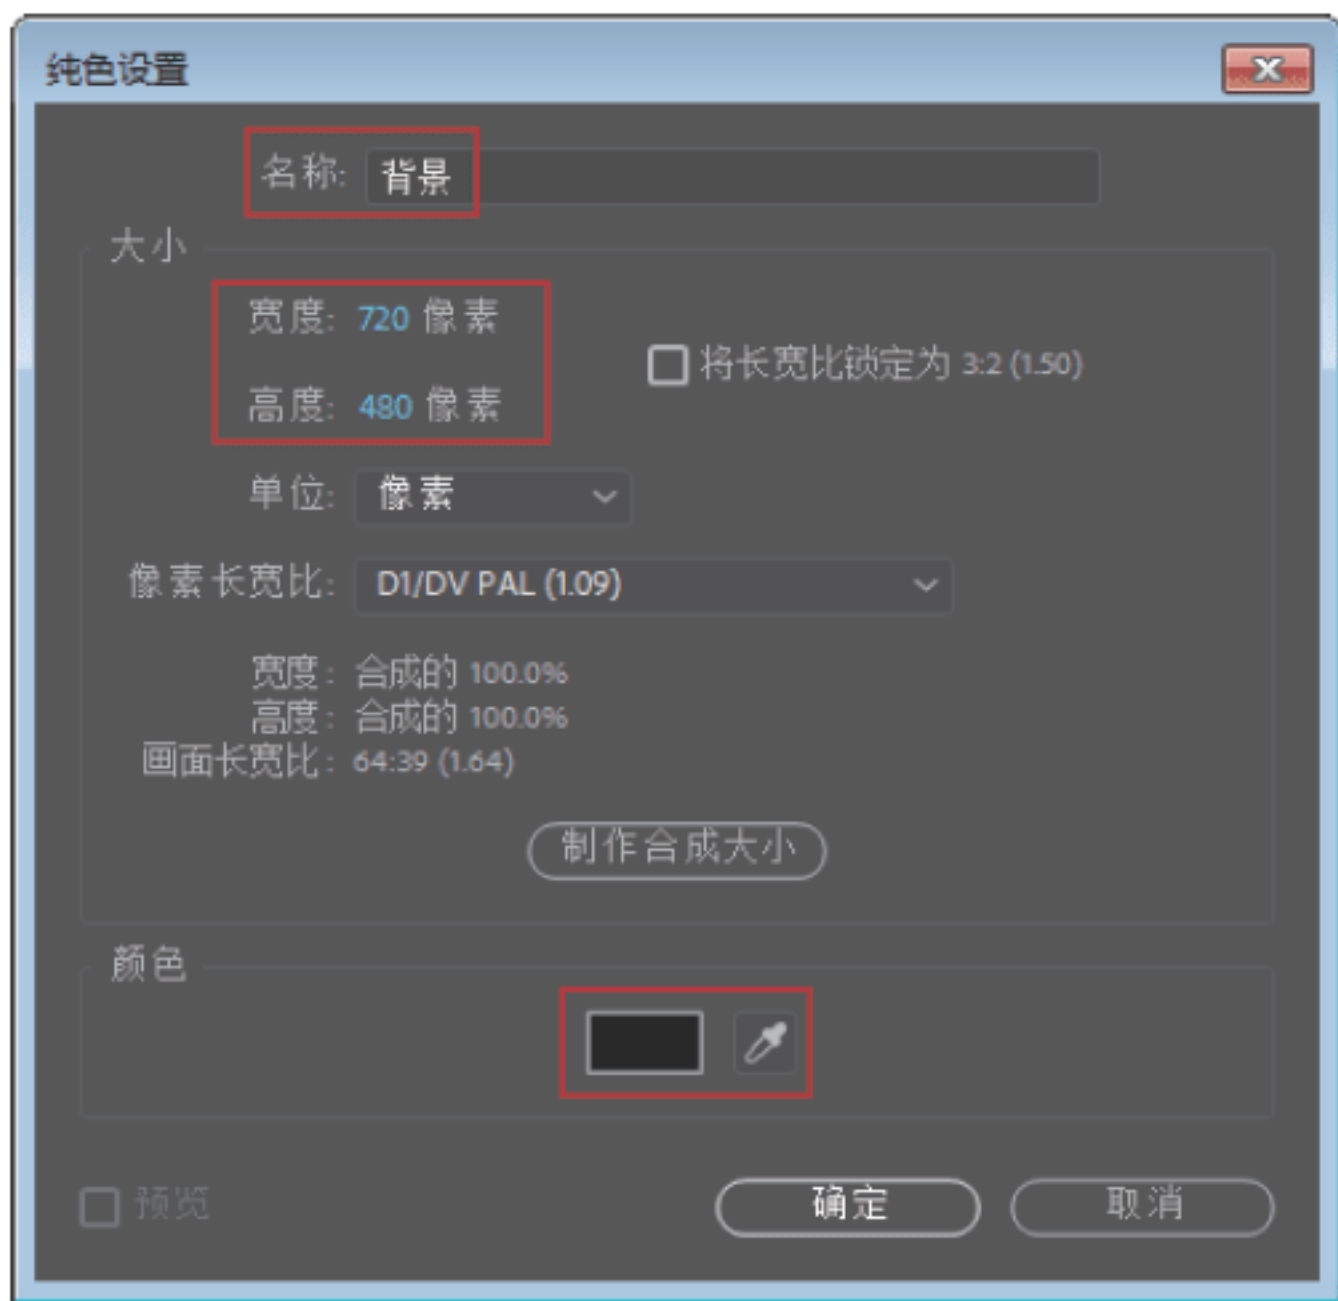 纯色设置
名称: 背景
大小
宽度: 720 像素
将长宽比锁定为 3:2 (1.50)
高度: 480 像素
单位: 像素
像素长宽比: D1/DV PAL (1.09)
宽度: 合成的 100.0%
高度: 合成的 100.0%
画面长宽比: 64:39 (1.64)
制作合成大小
颜色
预览
确定
取消